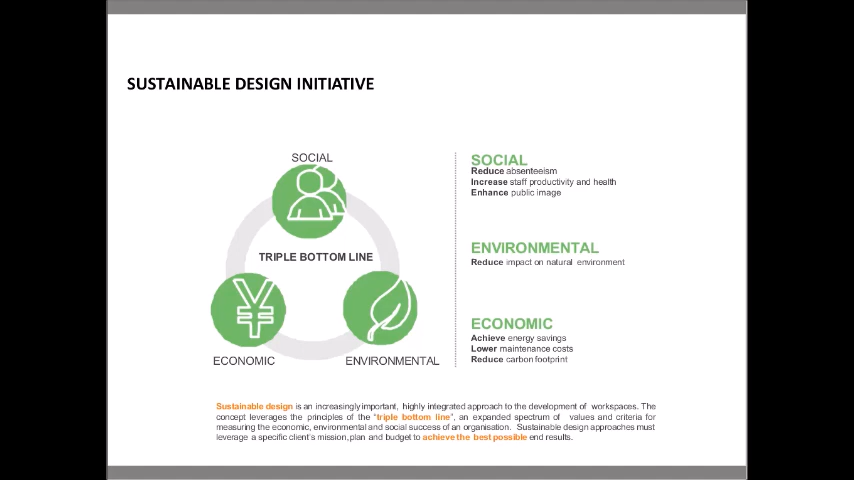 SUSTAINABLE DESIGN INITIATIVE
SOCIAL
TRIPLE BOTTOM LINE
¥
ECONOMIC
ENVIRONMENTAL
SOCIAL
Reduce absenteeism
Increase staff productivity and health
Enhance public image
ENVIRONMENTAL
Reduce impact on natural environment
ECONOMIC
Achieve energy savings
Lower maintenance costs
Reduce carbon footprint
Sustainable design is an increasingly important, highly integrated approach to the development of workspaces. The
concept leverages the principles of the "triple bottom line", an expanded spectrum of values and criteria for
measuring the economic, environmental and social success of an organisation. Sustainable design approaches must
leverage a specific client's mission, plan and budget to achieve the best possible end results.